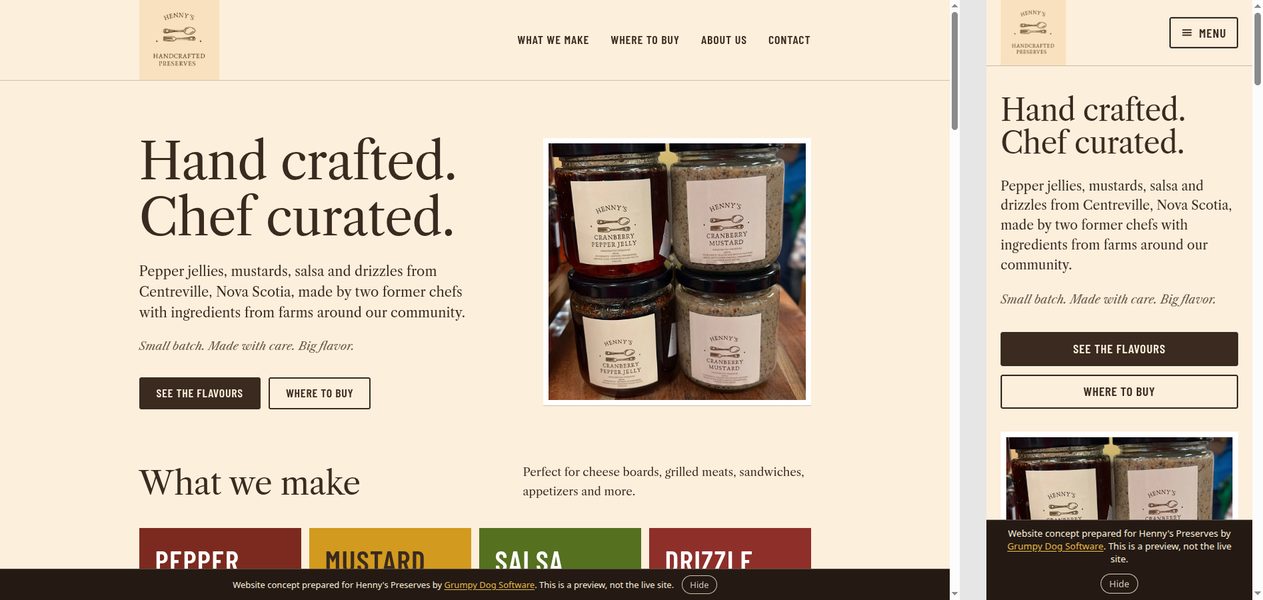 HENNY'S
HANDCRAFTED
PRESERVES
WHAT WE MAKE
WHERE TO BUY
ABOUT US
CONTACT
Hand crafted.
Chef curated.
Pepper jellies, mustards, salsa and drizzles from
Centreville, Nova Scotia, made by two former chefs
with ingredients from farms around our community.
Small batch. Made with care. Big flavor.
SEE THE FLAVOURS
WHERE TO BUY
HENNY'S
CRANBERRY
PEPPER JELLY
HENNY'S
CRANBERRY
MUSTARD
HENNY'S
CRANBERRY
PEPPER JELLY
HENNY'S
CRANBERRY
MUSTARD
What we make
Perfect for cheese boards, grilled meats, sandwiches,
appetizers and more.
PEPPER
MUSTARD
SALSA
DRIZZLE
Website concept prepared for Henny's Preserves by Grumpy Dog Software. This is a preview, not the live site.
Hide
HENNY'S
HANDCRAFTED
PRESERVES
MENU
Hand crafted.
Chef curated.
Pepper jellies, mustards, salsa and
drizzles from Centreville, Nova Scotia,
made by two former chefs with
ingredients from farms around our
community.
Small batch. Made with care. Big flavor.
SEE THE FLAVOURS
WHERE TO BUY
HENNY'S
HENNY'S
Website concept prepared for Henny's Preserves by
Grumpy Dog Software. This is a preview, not the live
site.
Hide